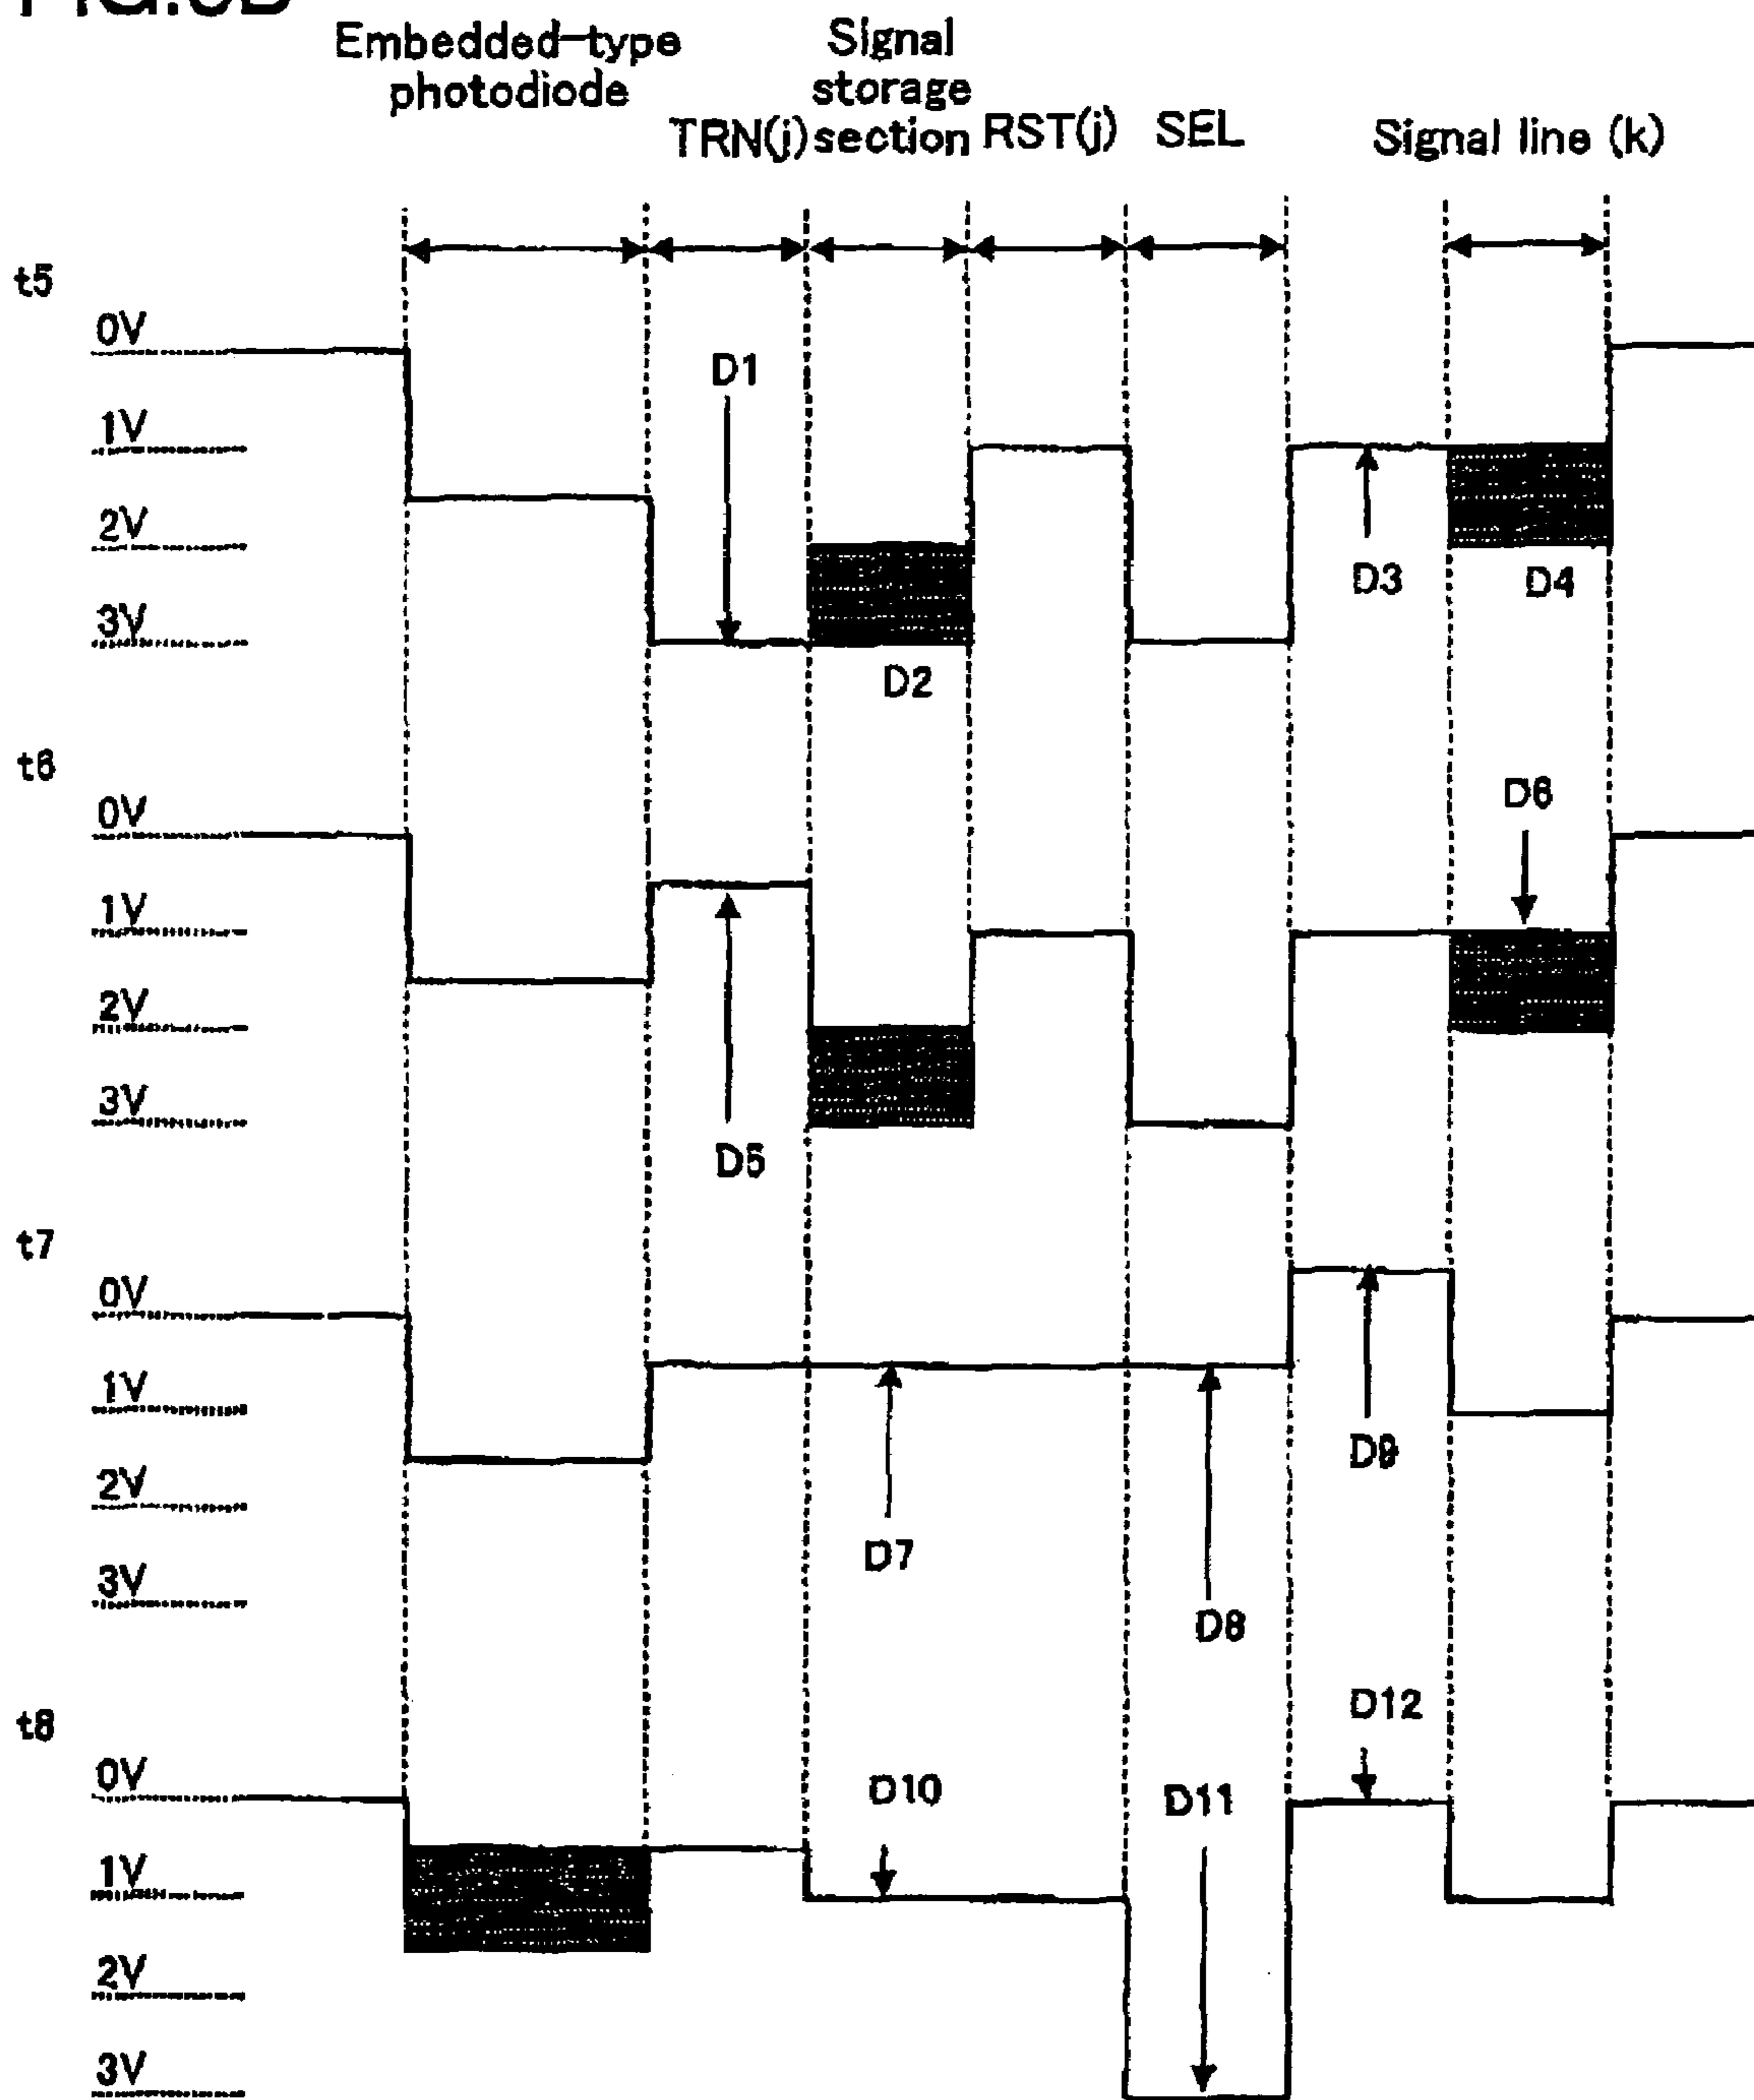 Embedded-type
photodiode
Signal
storage
section
TRN(j)
RST(j)
SEL
Signal line (k)
t5
0V
1V
2V
3V
D1
D2
D3
D4
t6
0V
1V
2V
3V
D5
D6
t7
0V
1V
2V
3V
D7
D8
D9
t8
0V
1V
2V
3V
D10
D11
D12